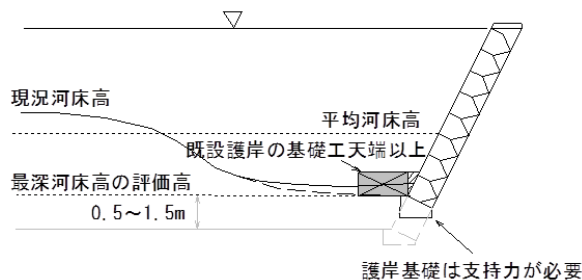 現況河床高
平均河床高
既設護岸の基礎工天端以上
最深河床高の評価高
0.5～1.5m
護岸基礎は支持力が必要